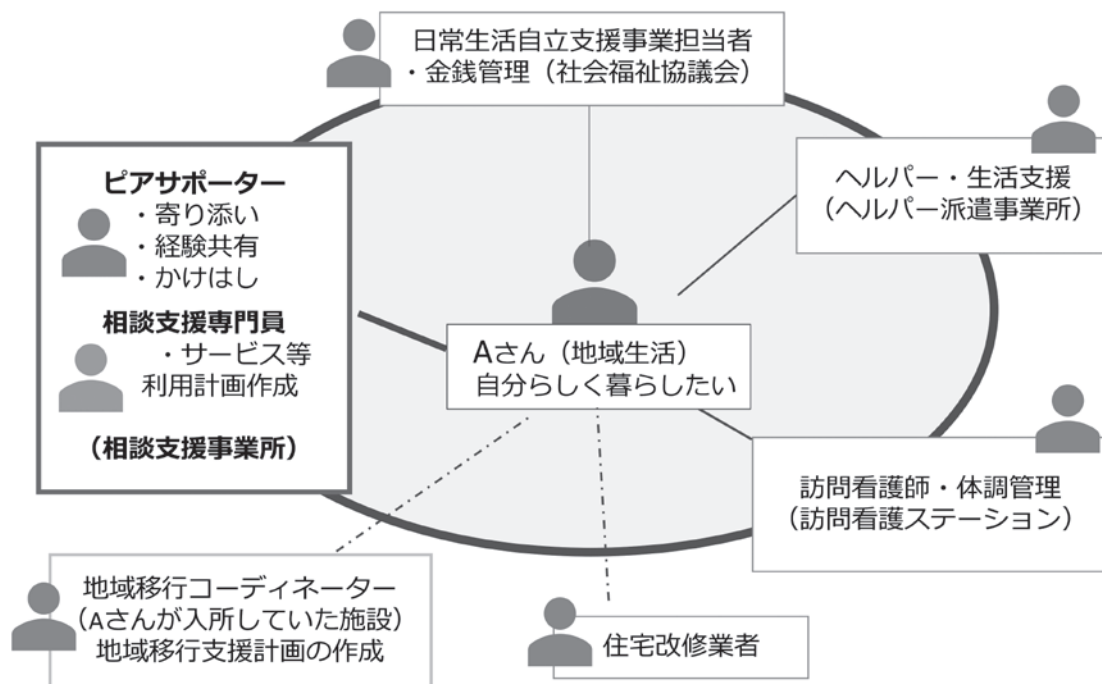 日常生活自立支援事業担当者
・金銭管理（社会福祉協議会）
ヘルパー・生活支援
（ヘルパー派遣事業所）
ピアサポーター
・寄り添い
・経験共有
・かけはし
相談支援専門員
・サービス等
利用計画作成
（相談支援事業所）
Aさん（地域生活）
自分らしく暮らしたい
訪問看護師・体調管理
（訪問看護ステーション）
地域移行コーディネーター
（Aさんが入所していた施設）
地域移行支援計画の作成
住宅改修業者